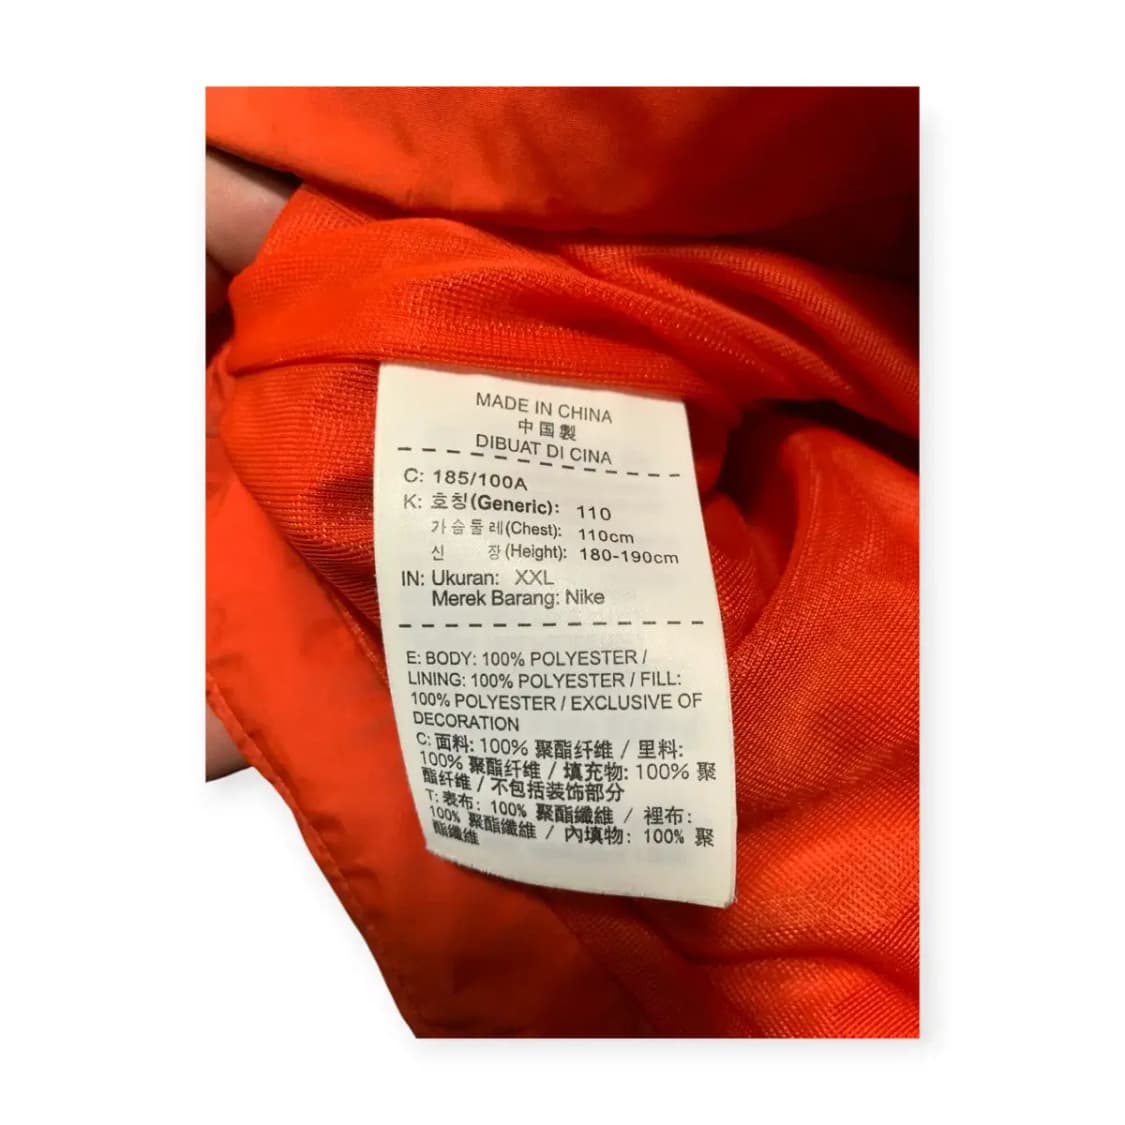 MADE IN CHINA
中国製
DIBUAT DI CINA
C: 185/100A
K: 호칭(Generic): 110
가슴둘레(Chest): 110cm
신 장(Height): 180-190cm
IN: Ukuran: XXL
Merek Barang: Nike
E: BODY: 100% POLYESTER /
LINING: 100% POLYESTER / FILL:
100% POLYESTER / EXCLUSIVE OF
DECORATION
C: 面料: 100% 聚酯纤维 / 里料:
100% 聚酯纤维 / 填充物: 100% 聚
酯纤维 / 不包括装饰部分
T: 表布: 100% 聚酯纖維 / 裡布:
100% 聚酯纖維 / 內填物: 100% 聚
酯纖維